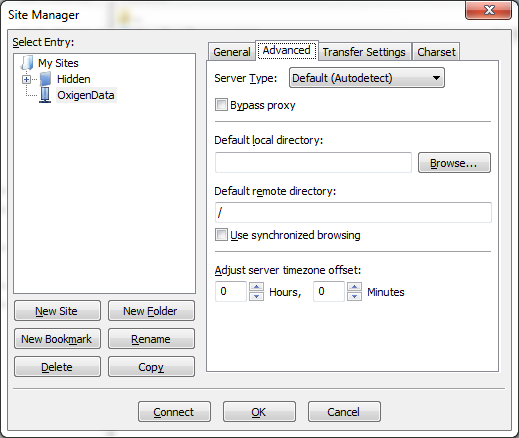 Site Manager
Select Entry:
My Sites
Hidden
OxigenData
New Site
New Folder
New Bookmark
Rename
Delete
Copy
General
Advanced
Transfer Settings
Charset
Server Type:
Default (Autodetect)
Bypass proxy
Default local directory:
Browse...
Default remote directory:
/
Use synchronized browsing
Adjust server timezone offset:
0 Hours, 0 Minutes
Connect
OK
Cancel